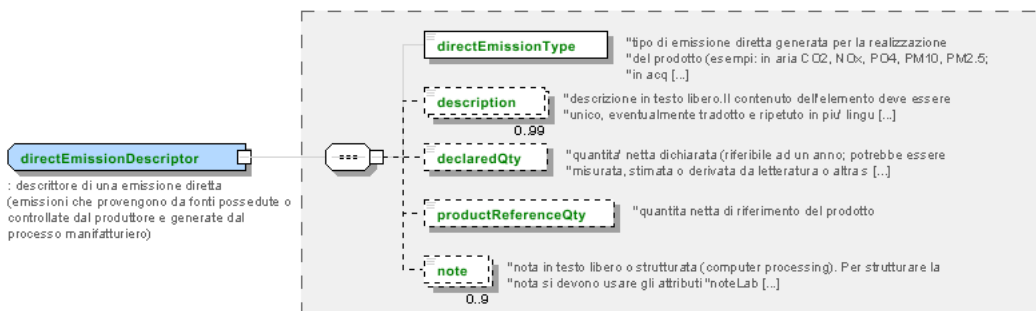 directEmissionType
"tipo di emissione diretta generata per la realizzazione
"del prodotto (esempi: in aria CO2, NOx, PO4, PM10, PM2.5;
"in acq [...]
description
0..99
"descrizione in testo libero.Il contenuto dell'elemento deve essere
"unico, eventualmente tradotto e ripetuto in piu' lingu [...]
directEmissionDescriptor
: descrittore di una emissione diretta
(emissioni che provengono da fonti possedute o
controllate dal produttore e generate dal
processo manifatturiero)
declaredQty
"quantita' netta dichiarata (riferibile ad un anno; potrebbe essere
"misurata, stimata o derivata da letteratura o altra s [...]
productReferenceQty
"quantita netta di riferimento del prodotto
note
0..9
"nota in testo libero o strutturata (computer processing). Per strutturare la
"nota si devono usare gli attributi "noteLab [...]